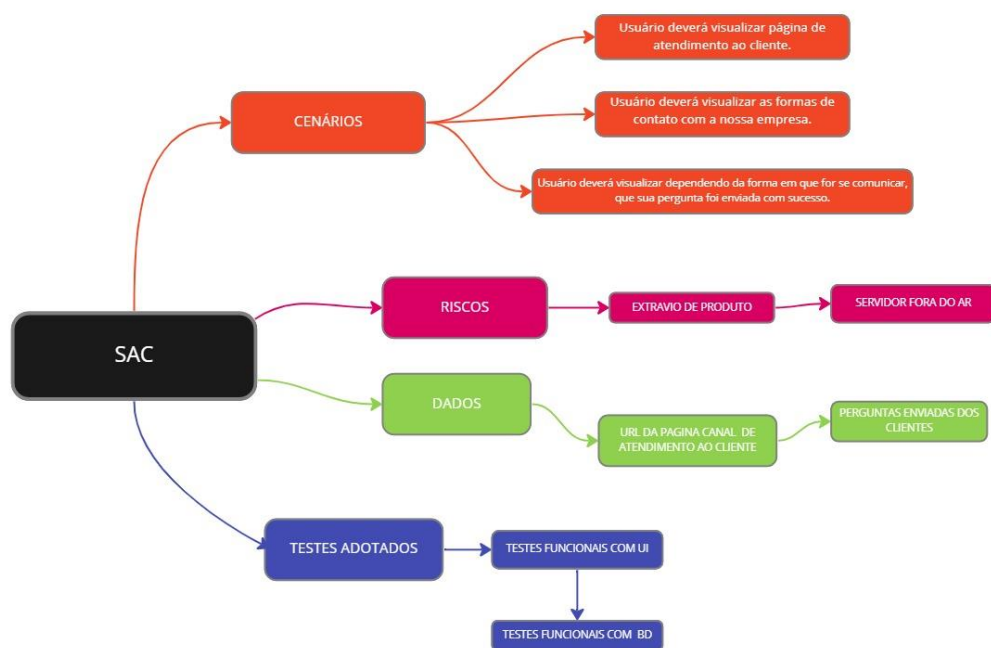 Usuário deverá visualizar página de
atendimento ao cliente.
CENÁRIOS
Usuário deverá visualizar as formas de
contato com a nossa empresa.
Usuário deverá visualizar dependendo da forma em que for se comunicar,
que sua pergunta foi enviada com sucesso.
SAC
RISCOS
EXTRAVIO DE PRODUTO
SERVIDOR FORA DO AR
DADOS
URL DA PAGINA CANAL DE
ATENDIMENTO AO CLIENTE
PERGUNTAS ENVIADAS DOS
CLIENTES
TESTES ADOTADOS
TESTES FUNCIONAIS COM UI
TESTES FUNCIONAIS COM BD